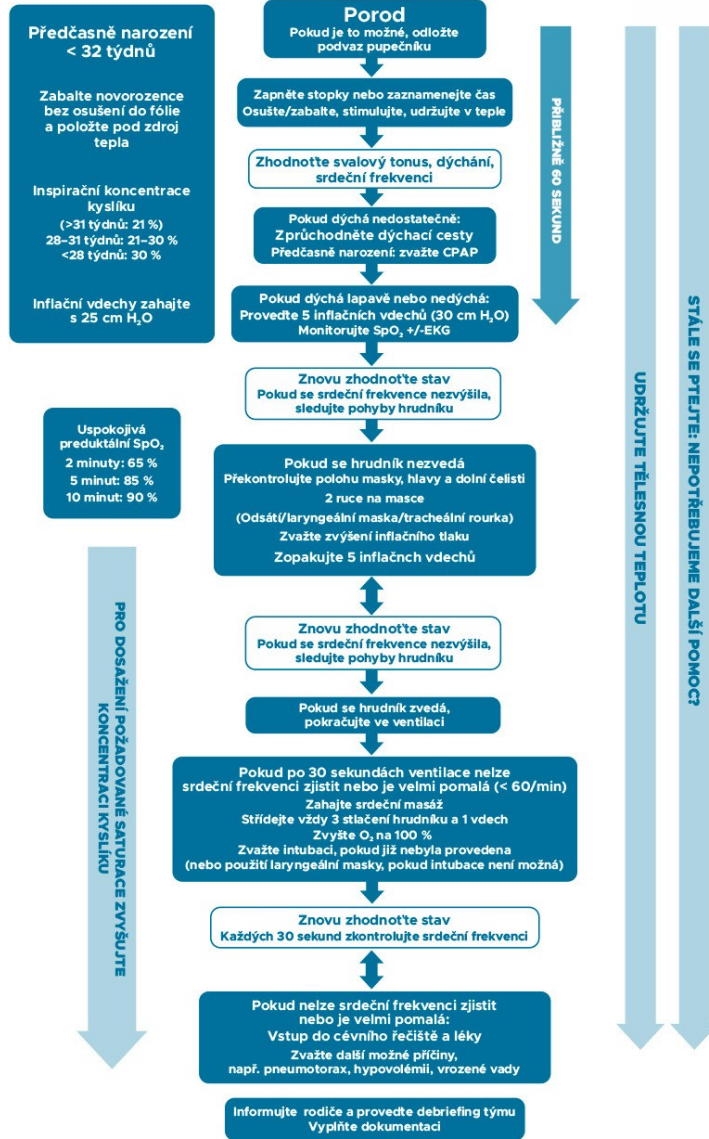 Předčasně narození
< 32 týdnů
Zabalte novorozence
bez osušení do fólie
a položte pod zdroj
tepla
Inspirační koncentrace
kyslíku
(>31 týdnů: 21 %)
28–31 týdnů: 21–30 %
<28 týdnů: 30 %
Inflační vdechy zahajte
s 25 cm H₂O
Porod
Pokud je to možné, odložte
podvaz pupečníku
Zapněte stopky nebo zaznamenejte čas
Osušte/zabalte, stimulujte, udržujte v teple
Zhodnoťte svalový tonus, dýchání,
srdeční frekvenci
Pokud dýchá nedostatečně:
Zprůchodněte dýchací cesty
Předčasně narození: zvažte CPAP
Pokud dýchá lapavě nebo nedýchá:
Proveďte 5 inflačních vdechů (30 cm H₂O)
Monitorujte SpO₂ +/-EKG
PŘIBLIŽNĚ 60 SEKUND
Znovu zhodnoťte stav
Pokud se srdeční frekvence nezvýšila,
sledujte pohyby hrudníku
Uspokojivá
preduktální SpO₂
2 minuty: 65 %
5 minut: 85 %
10 minut: 90 %
Pokud se hrudník nezvedá
Překontrolujte polohu masky, hlavy a dolní čelisti
2 ruce na masce
(Odsátí/laryngeální maska/tracheální rourka)
Zvažte zvýšení inflačního tlaku
Zopakujte 5 inflačnch vdechů
Znovu zhodnoťte stav
Pokud se srdeční frekvence nezvýšila,
sledujte pohyby hrudníku
Pokud se hrudník zvedá,
pokračujte ve ventilaci
Pokud po 30 sekundách ventilace nelze
srdeční frekvenci zjistit nebo je velmi pomalá (< 60/min)
Zahajte srdeční masáž
Střídejte vždy 3 stlačení hrudníku a 1 vdech
Zvyšte O₂ na 100 %
Zvažte intubaci, pokud již nebyla provedena
(nebo použití laryngeální masky, pokud intubace není možná)
Znovu zhodnoťte stav
Každých 30 sekund zkontrolujte srdeční frekvenci
Pokud nelze srdeční frekvenci zjistit
nebo je velmi pomalá:
Vstup do cévního řečiště a léky
Zvažte další možné příčiny,
např. pneumotorax, hypovolémii, vrozené vady
Informujte rodiče a proveďte debriefing týmu
Vyplňte dokumentaci
PRO DOSAŽENÍ POŽADOVANÉ SATURACE ZVYŠUJTE
KONCENTRACI KYSLÍKU
UDRŽUJTE TĚLESNOU TEPLOTU
STÁLE SE PTEJTE: NEPOTŘEBUJEME DALŠÍ POMOC?